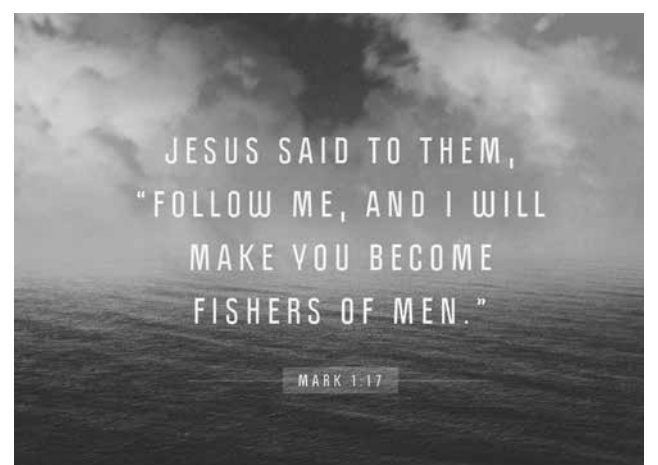 JESUS SAID TO THEM,
“FOLLOW ME, AND I WILL
MAKE YOU BECOME
FISHERS OF MEN.”
MARK 1:17